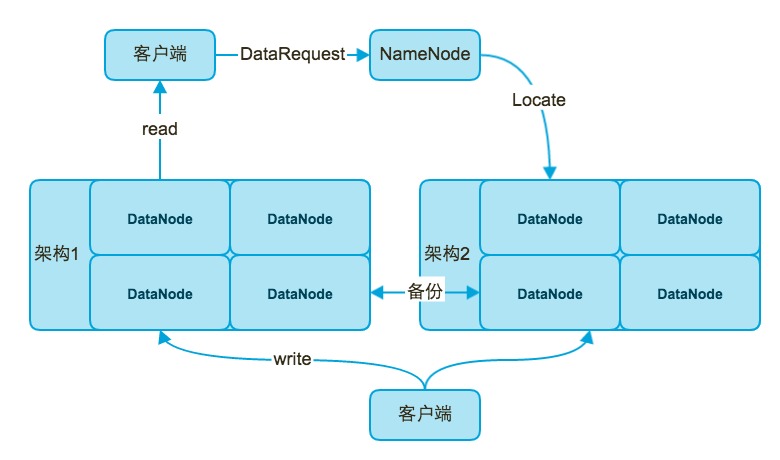 客户端
DataRequest
NameNode
Locate
read
架构1
DataNode
DataNode
DataNode
DataNode
架构2
DataNode
DataNode
DataNode
DataNode
备份
write
客户端